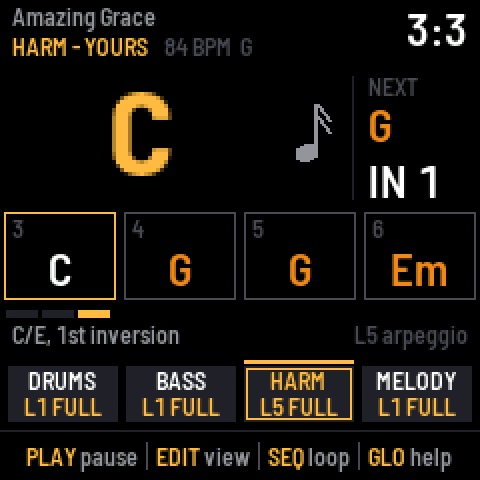 Amazing Grace
3:3
HARM - YOURS 84 BPM G
NEXT
C
G
IN 1
3 4 5 6
C G G Em
C/E, 1st inversion L5 arpeggio
DRUMS BASS HARM MELODY
L1 FULL L1 FULL L5 FULL L1 FULL
PLAY pause EDIT view SEQ loop GLO help